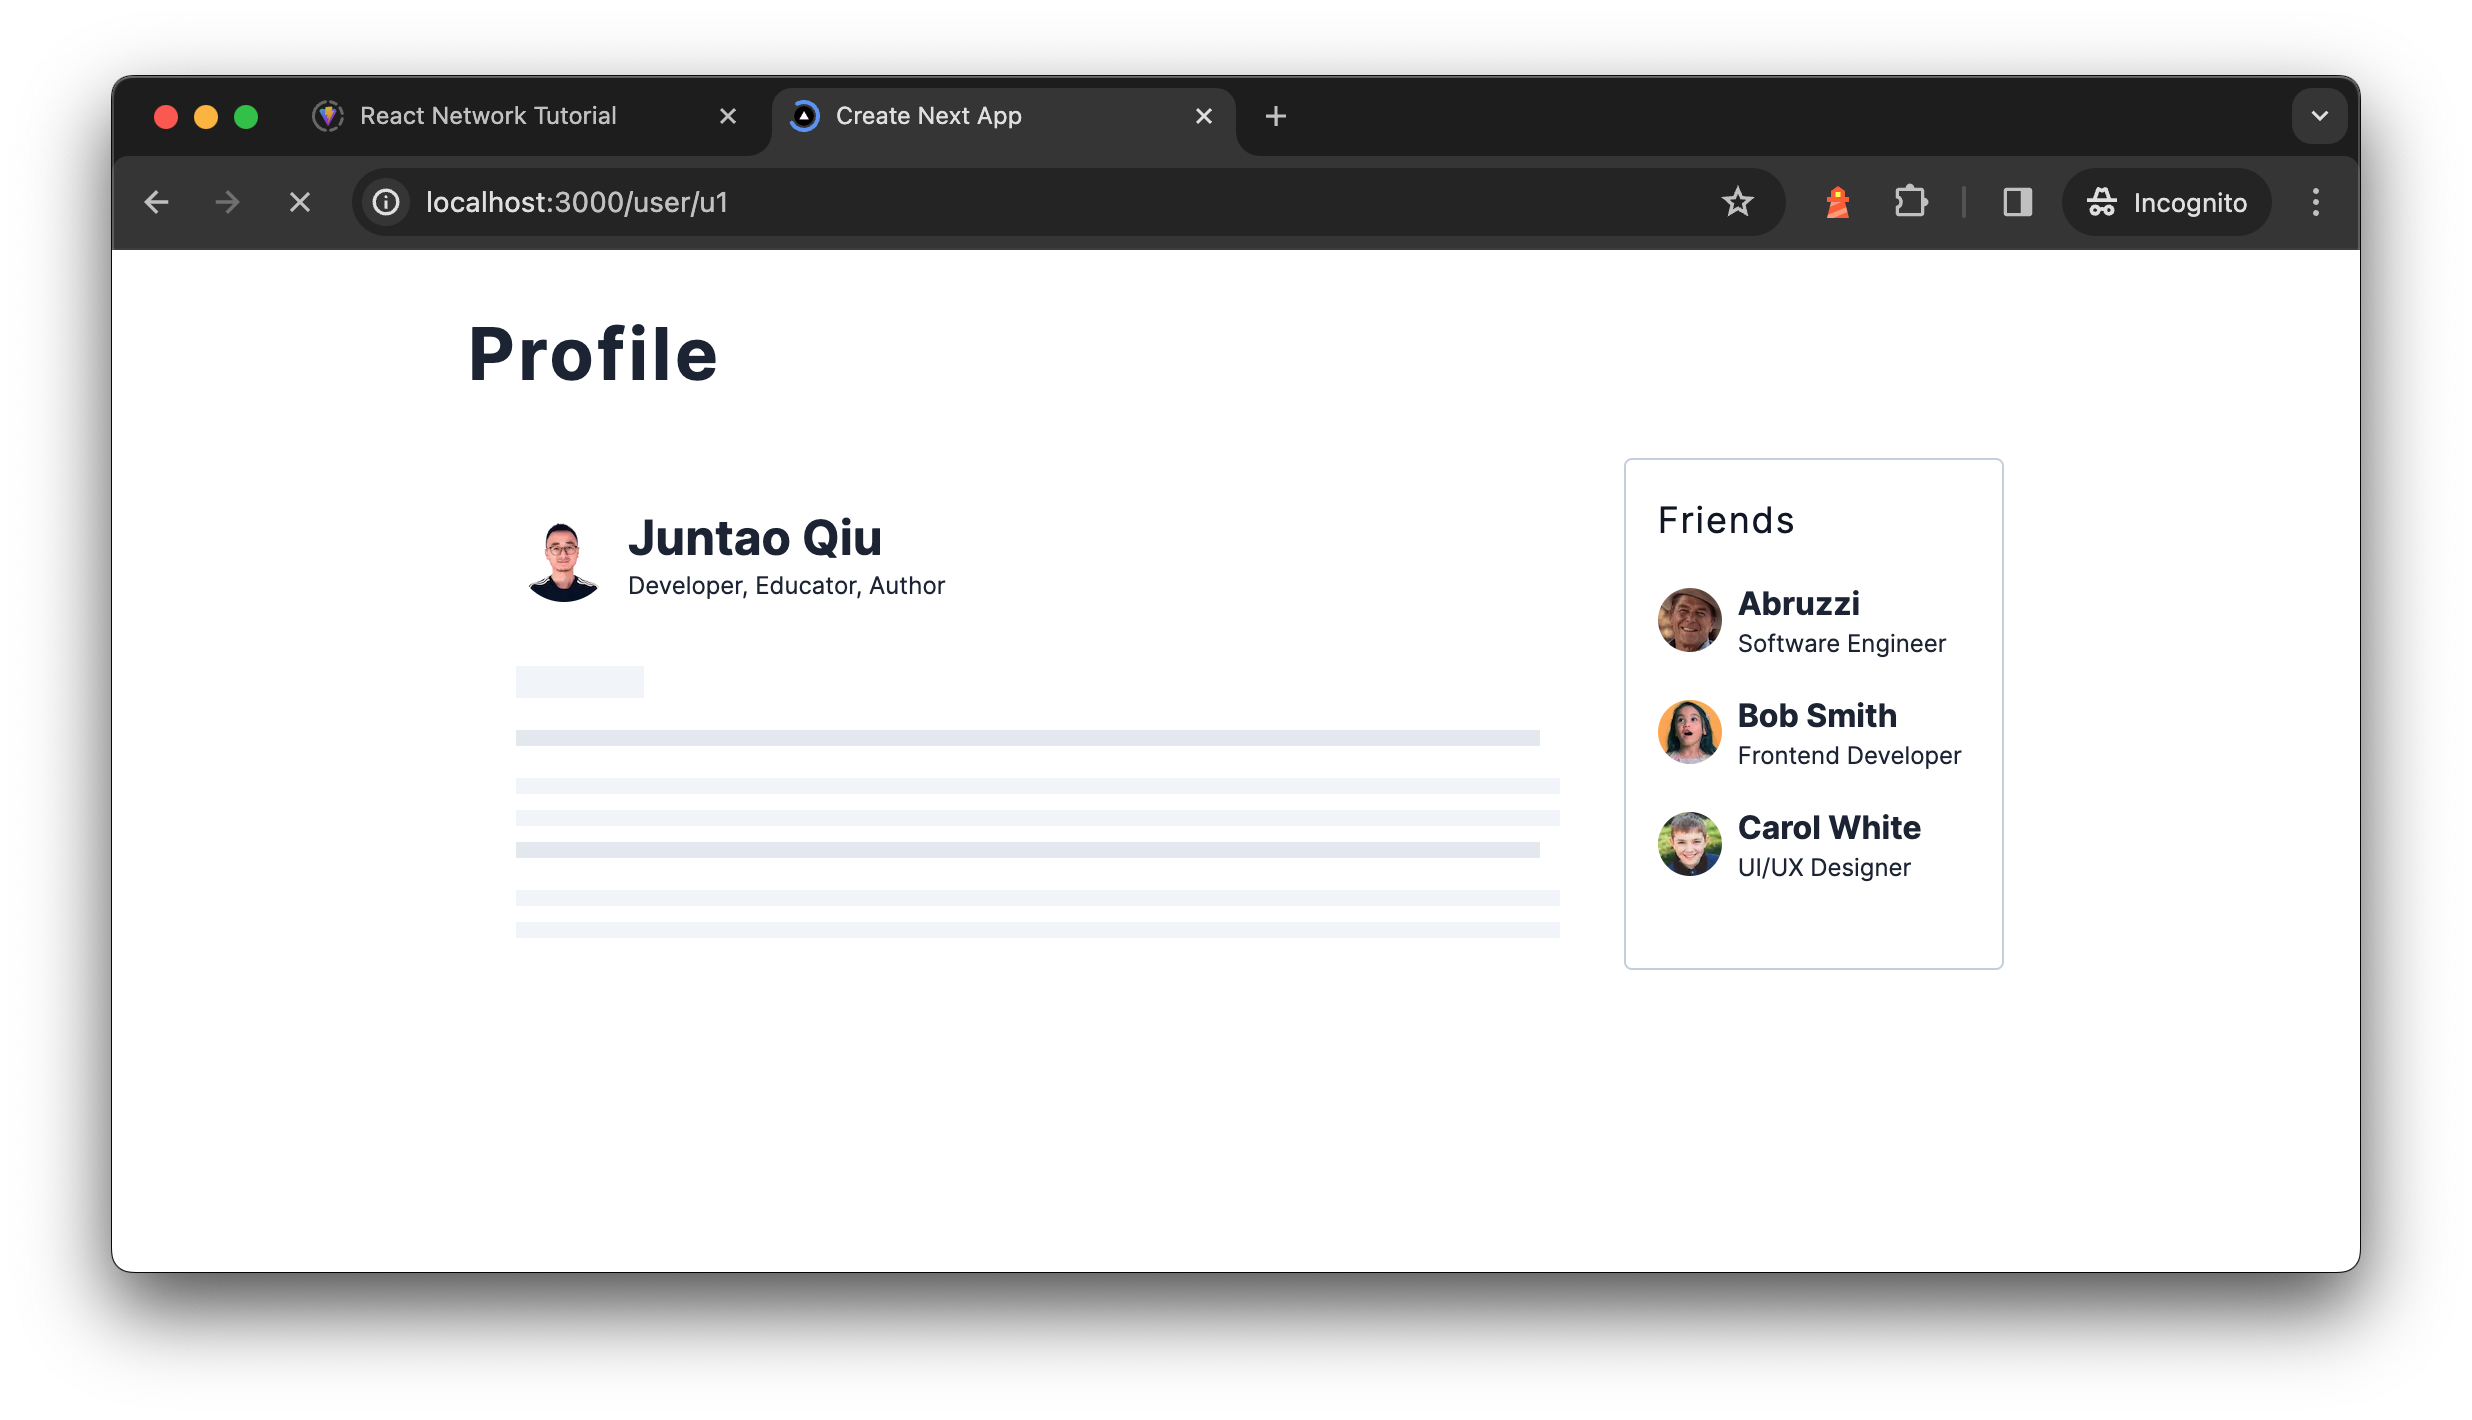 React Network Tutorial
Create Next App
localhost:3000/user/u1
Incognito
Profile
Juntao Qiu
Developer, Educator, Author
Friends
Abruzzi
Software Engineer
Bob Smith
Frontend Developer
Carol White
UI/UX Designer